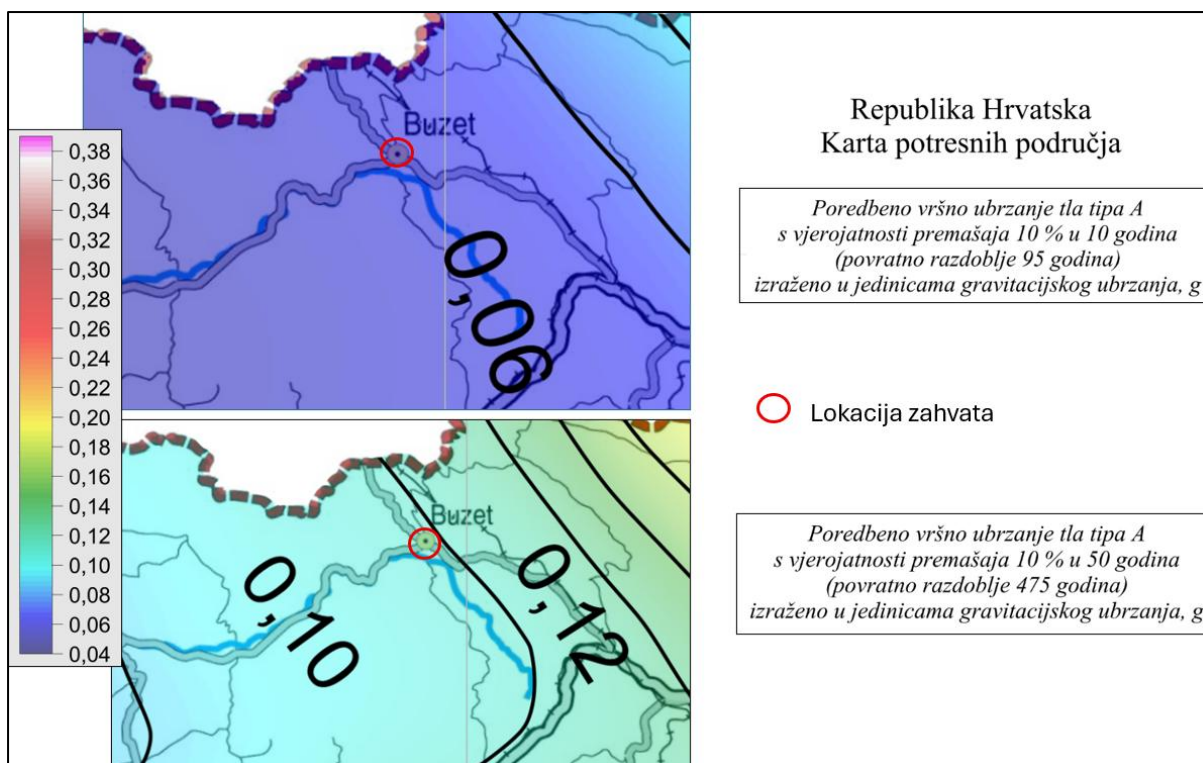 Buzet
0,06
0,38
0,36
0,34
0,32
0,30
0,28
0,26
0,24
0,22
0,20
0,18
0,16
0,14
0,12
0,10
0,08
0,06
0,04
Buzet
0,10
0,12
Republika Hrvatska
Karta potresnih područja
Poredbeno vršno ubrzanje tla tipa A
s vjerojatnosti premašaja 10 % u 10 godina
(povratno razdoblje 95 godina)
izraženo u jedinicama gravitacijskog ubrzanja, g
Lokacija zahvata
Poredbeno vršno ubrzanje tla tipa A
s vjerojatnosti premašaja 10 % u 50 godina
(povratno razdoblje 475 godina)
izraženo u jedinicama gravitacijskog ubrzanja, g